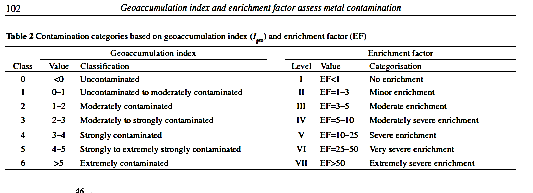 102 Geoaccumulation index and enrichment factor assess metal contamination
Table 2 Contamination categories based on geoaccumulation index (Igeo) and enrichment factor (EF)
Geoaccumulation index Enrichment factor
Class Value Classification Level Value Categorisation
0 <0 Uncontaminated I EF<1 No enrichment
1 0–1 Uncontaminated to moderately contaminated II EF=1–3 Minor enrichment
2 1–2 Moderately contaminated III EF=3–5 Moderate enrichment
3 2–3 Moderately to strongly contaminated IV EF=5–10 Moderately severe enrichment
4 3–4 Strongly contaminated V EF=10–25 Severe enrichment
5 4–5 Strongly to extremely strongly contaminated VI EF=25–50 Very severe enrichment
6 >5 Extremely contaminated VII EF>50 Extremely severe enrichment